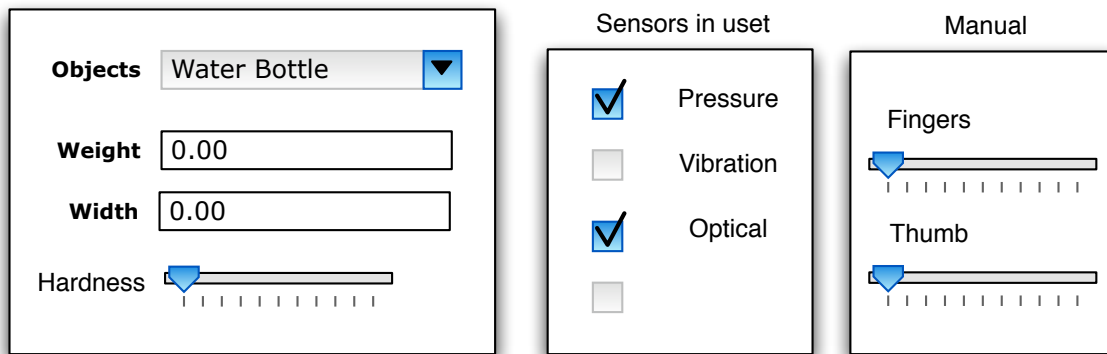 Objects Water Bottle
Weight 0.00
Width 0.00
Hardness
Sensors in uset
Pressure
Vibration
Optical
Manual
Fingers
Thumb